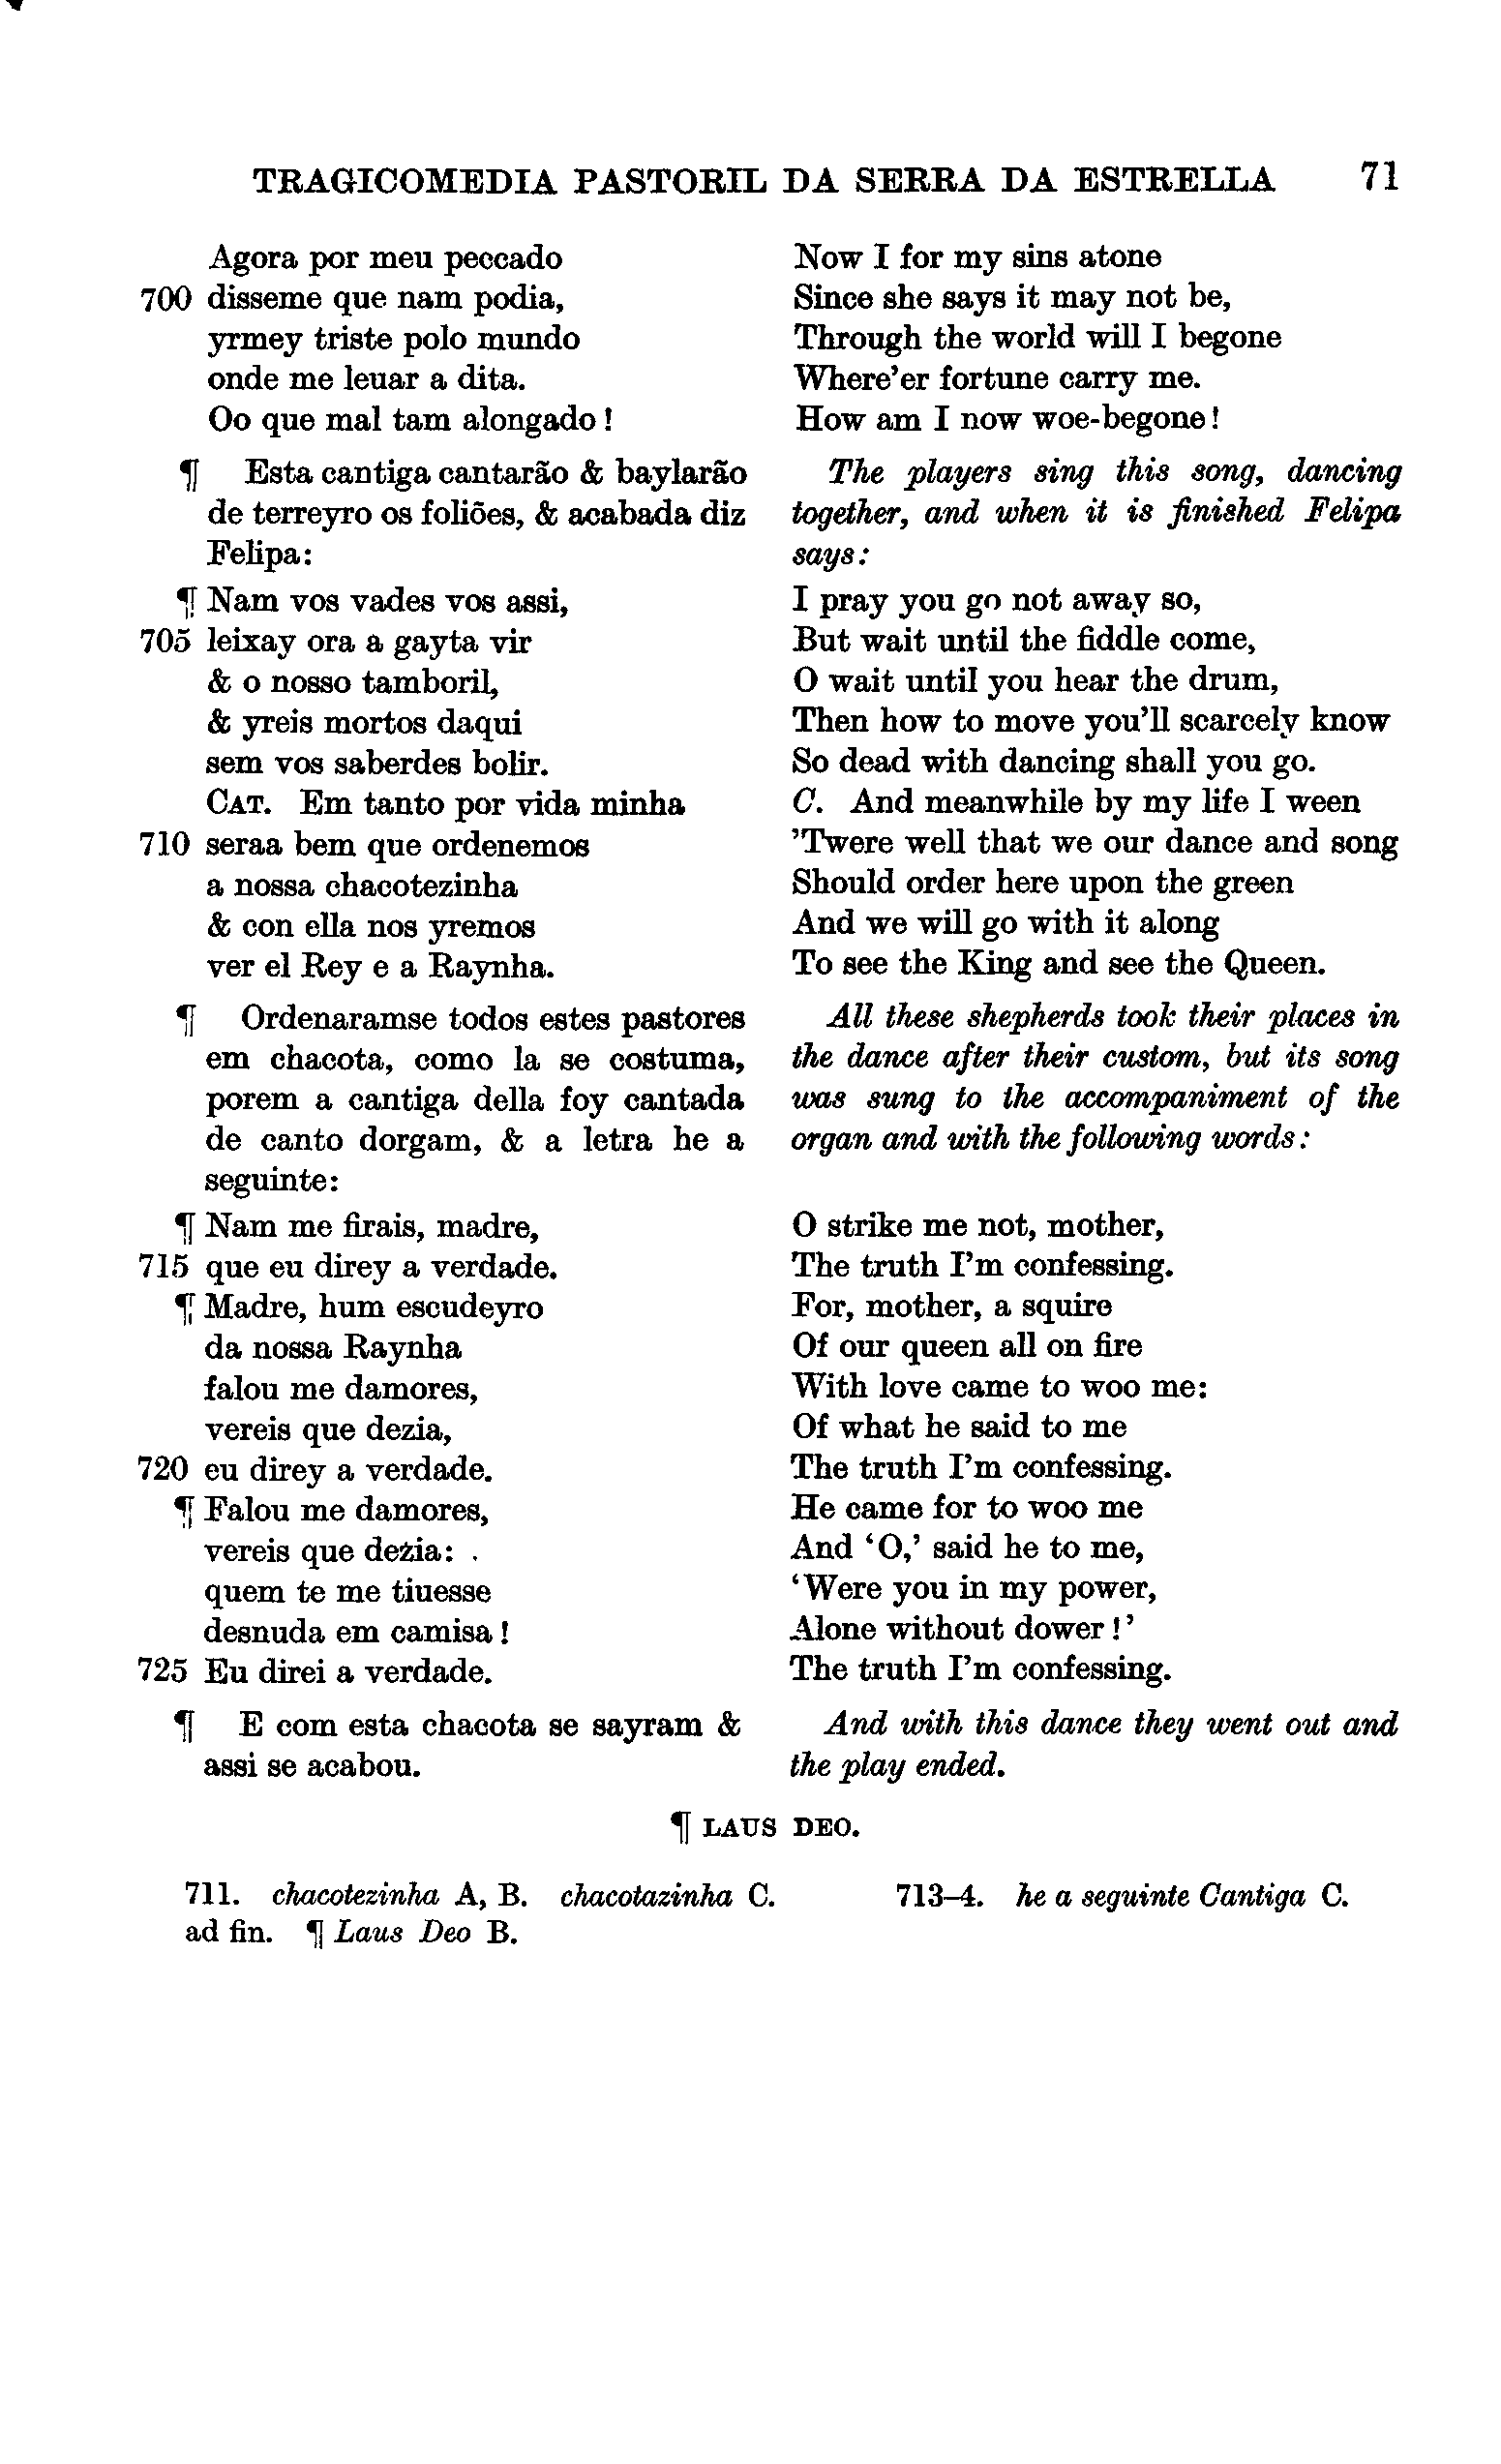 TRAGICOMEDIA PASTORIL DA SERRA DA ESTRELLA 71
Agora por meu peccado
700 disseme que nam podia,
yrmey triste polo mundo
onde me leuar a dita.
Oo que mal tam alongado!
¶ Esta cantiga cantarão & baylarão
de terreyro os foliões, & acabada diz
Felipa:
¶ Nam vos vades vos assi,
705 leixay ora a gayta vir
& o nosso tamboril,
& yreis mortos daqui
sem vos saberdes bolir.
CAT. Em tanto por vida minha
710 seraa bem que ordenemos
a nossa chacotezinha
& con ella nos yremos
ver el Rey e a Raynha.
¶ Ordenaramse todos estes pastores
em chacota, como la se costuma,
porem a cantiga della foy cantada
de canto dorgam, & a letra he a
seguinte:
¶ Nam me firais, madre,
715 que eu direy a verdade.
¶ Madre, hum escudeyro
da nossa Raynha
falou me damores,
vereis que dezia,
720 eu direy a verdade.
¶ Falou me damores,
vereis que dezia:
quem te me tiuesse
desnuda em camisa!
725 Eu direi a verdade.
¶ E com esta chacota se sayram &
assi se acabou.
Now I for my sins atone
Since she says it may not be,
Through the world will I begone
Where'er fortune carry me.
How am I now woe-begone!
The players sing this song, dancing
together, and when it is finished Felipa
says:
I pray you go not away so,
But wait until the fiddle come,
O wait until you hear the drum,
Then how to move you'll scarcely know
So dead with dancing shall you go.
C. And meanwhile by my life I ween
'Twere well that we our dance and song
Should order here upon the green
And we will go with it along
To see the King and see the Queen.
All these shepherds took their places in
the dance after their custom, but its song
was sung to the accompaniment of the
organ and with the following words:
O strike me not, mother,
The truth I'm confessing.
For, mother, a squire
Of our queen all on fire
With love came to woo me:
Of what he said to me
The truth I'm confessing.
He came for to woo me
And 'O,' said he to me,
'Were you in my power,
Alone without dower!'
The truth I'm confessing.
And with this dance they went out and
the play ended.
¶ LAUS DEO.
711. chacotezinha A, B. chacotazinha C. 713–4. he a seguinte Cantiga C.
ad fin. ¶ Laus Deo B.